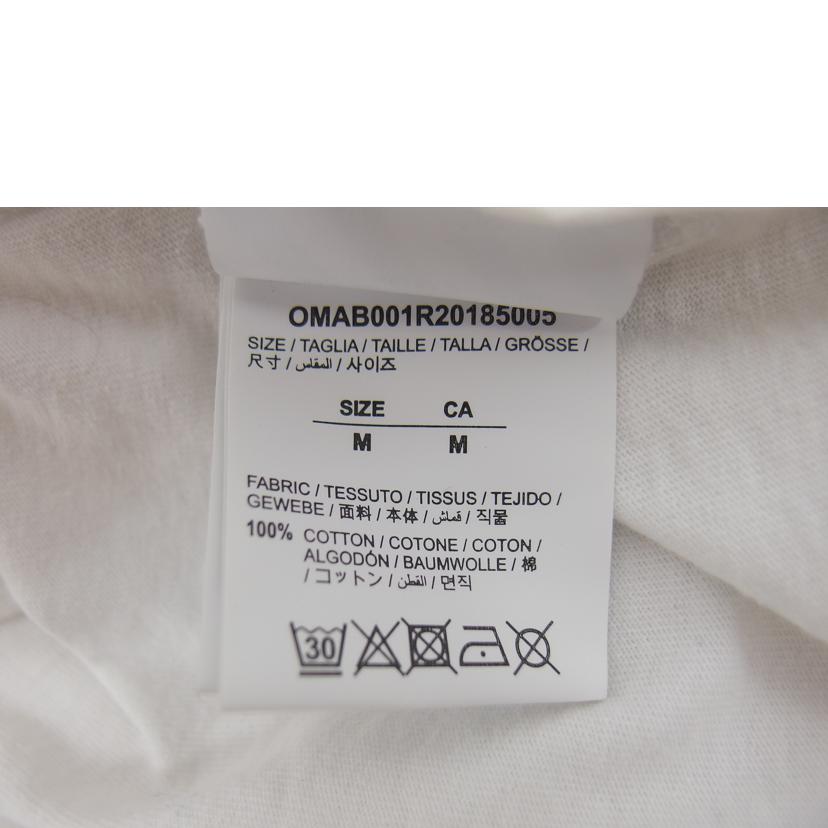 OMAB001R20185005
SIZE / TAGLIA / TAILLE / TALLA / GRÖSSE /
尺寸 / المقاس / 사이즈
SIZE CA
M M
FABRIC / TESSUTO / TISSUS / TEJIDO /
GEWEBE / 面料 / 本体 / قماش / 직물
100% COTTON / COTONE / COTON /
ALGODÓN / BAUMWOLLE / 棉
/ コットン / القطن / 면직
30